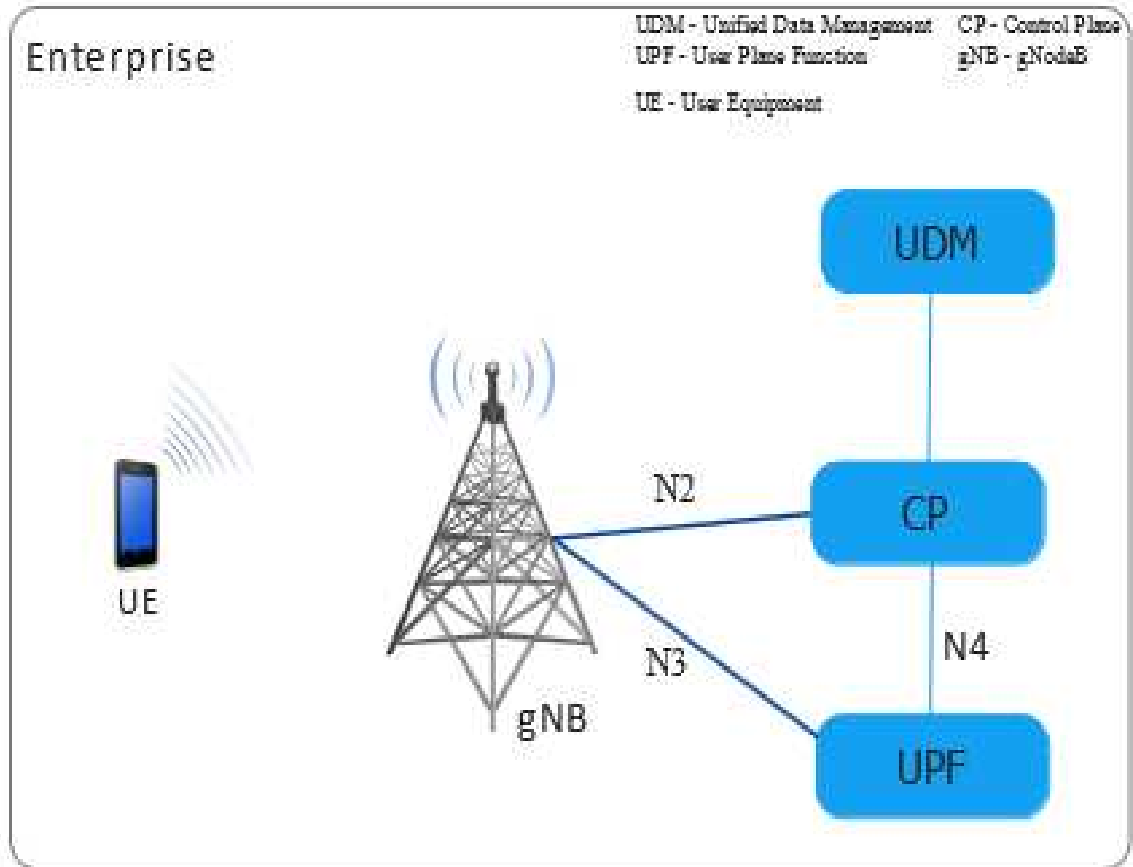 UDM - Unified Data Management CP - Control Plane
Enterprise
UPF - User Plane Function gNB - gNodeB
UE - User Equipment
UDM
N2
CP
UE
N3
N4
gNB
UPF